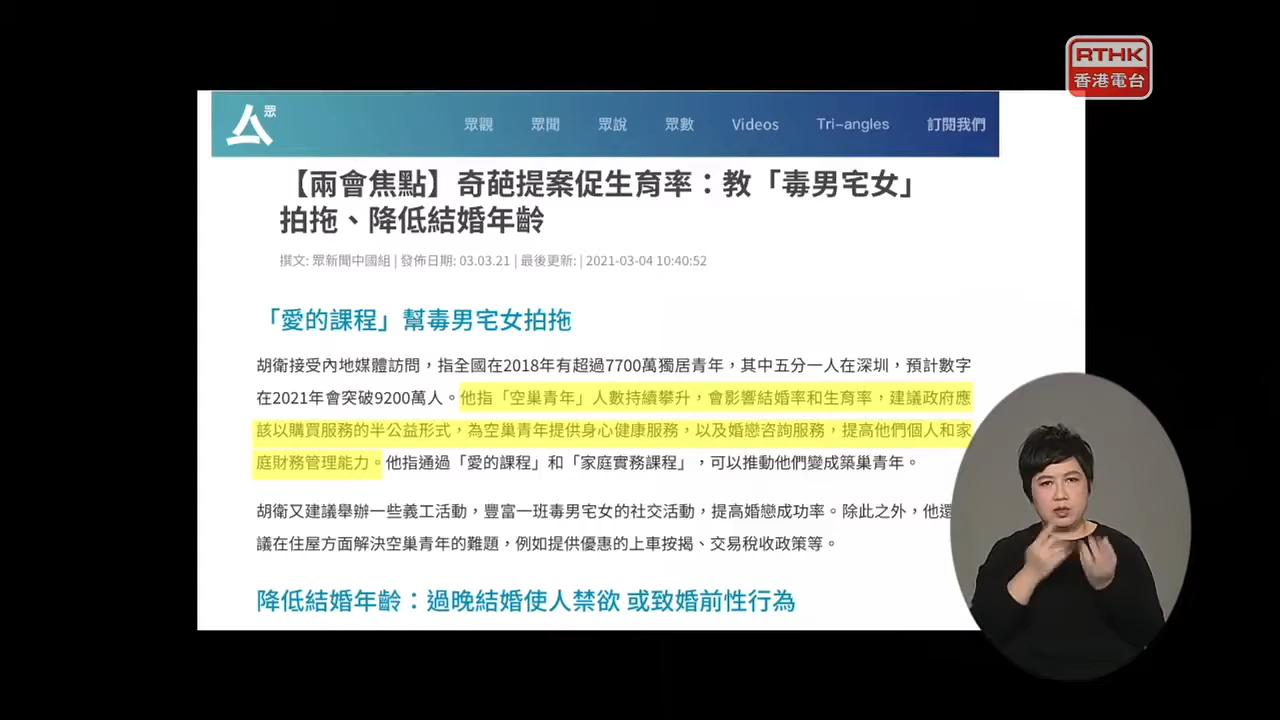 RTHK
香港電台
眾
眾觀 眾聞 眾說 眾數 Videos Tri-angles 訂閱我們
【兩會焦點】奇葩提案促生育率：教「毒男宅女」
拍拖、降低結婚年齡
撰文: 眾新聞中國組 | 發佈日期: 03.03.21 | 最後更新: | 2021-03-04 10:40:52
「愛的課程」幫毒男宅女拍拖
胡衛接受內地媒體訪問，指全國在2018年有超過7700萬獨居青年，其中五分一人在深圳，預計數字
在2021年會突破9200萬人。他指「空巢青年」人數持續攀升，會影響結婚率和生育率，建議政府應
該以購買服務的半公益形式，為空巢青年提供身心健康服務，以及婚戀咨詢服務，提高他們個人和家
庭財務管理能力。他指通過「愛的課程」和「家庭實務課程」，可以推動他們變成築巢青年。
胡衛又建議舉辦一些義工活動，豐富一班毒男宅女的社交活動，提高婚戀成功率。除此之外，他還
議在住屋方面解決空巢青年的難題，例如提供優惠的上車按揭、交易稅收政策等。
降低結婚年齡：過晚結婚使人禁欲 或致婚前性行為